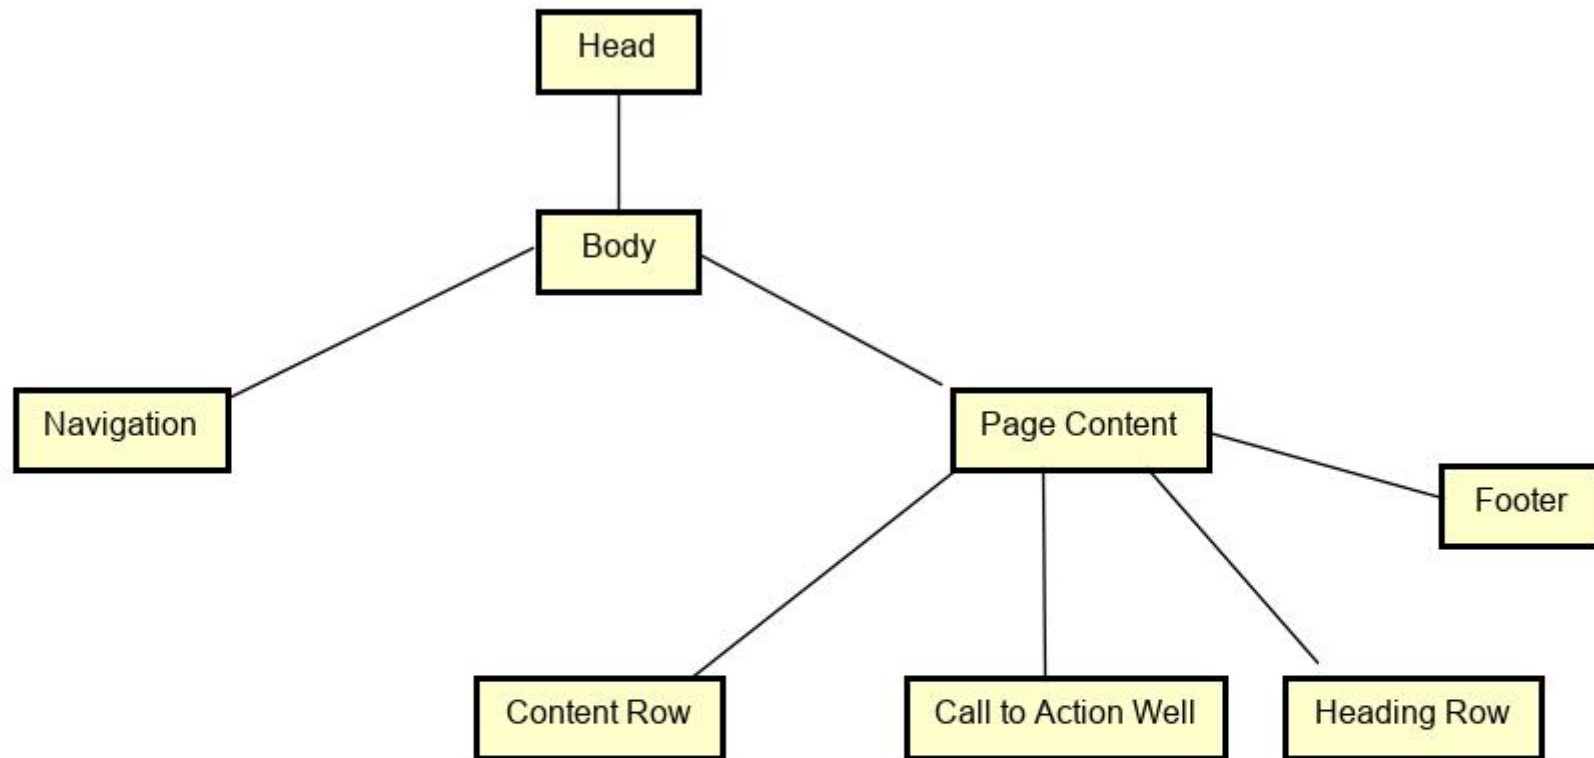 Head
Body
Navigation
Page Content
Footer
Content Row
Call to Action Well
Heading Row